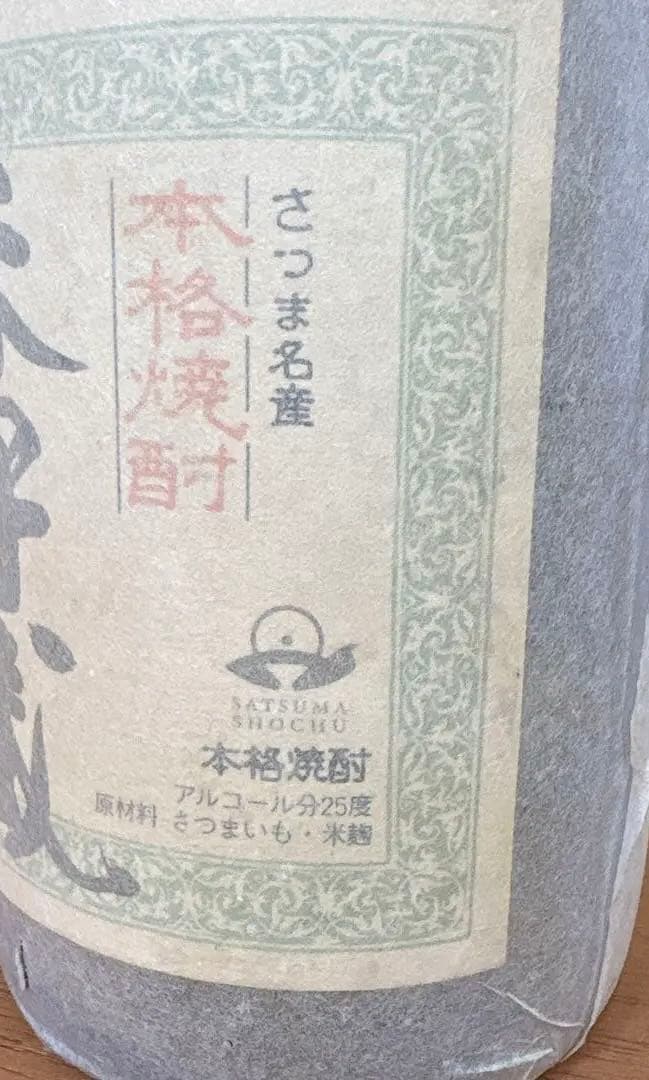 さつま名産
本格焼酎
SATSUMA
SHOCHU
本格焼酎
アルコール分25度
原材料 さつまいも・米麹